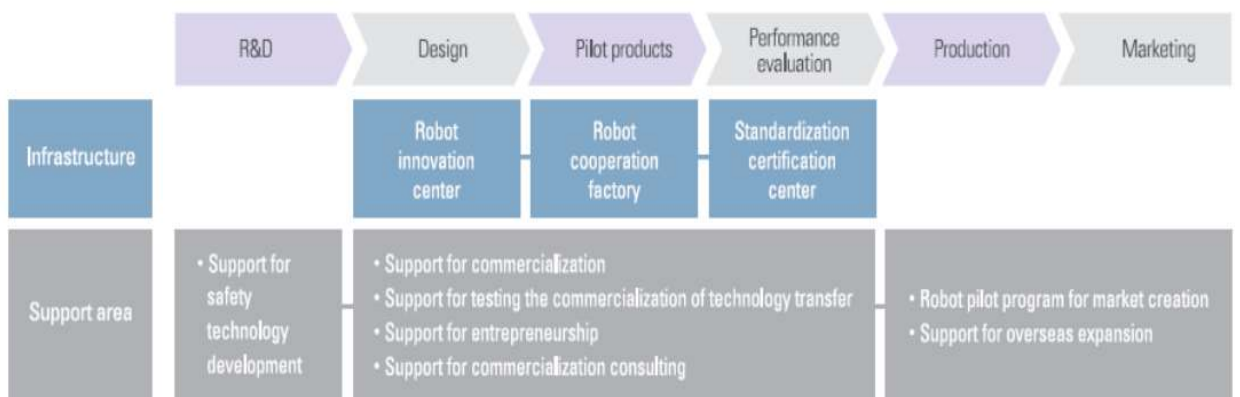 R&D
Design
Pilot products
Performance
evaluation
Production
Marketing
Infrastructure
Robot
innovation
center
Robot
cooperation
factory
Standardization
certification
center
Support area
• Support for
safety
technology
development
• Support for commercialization
• Support for testing the commercialization of technology transfer
• Support for entrepreneurship
• Support for commercialization consulting
• Robot pilot program for market creation
• Support for overseas expansion